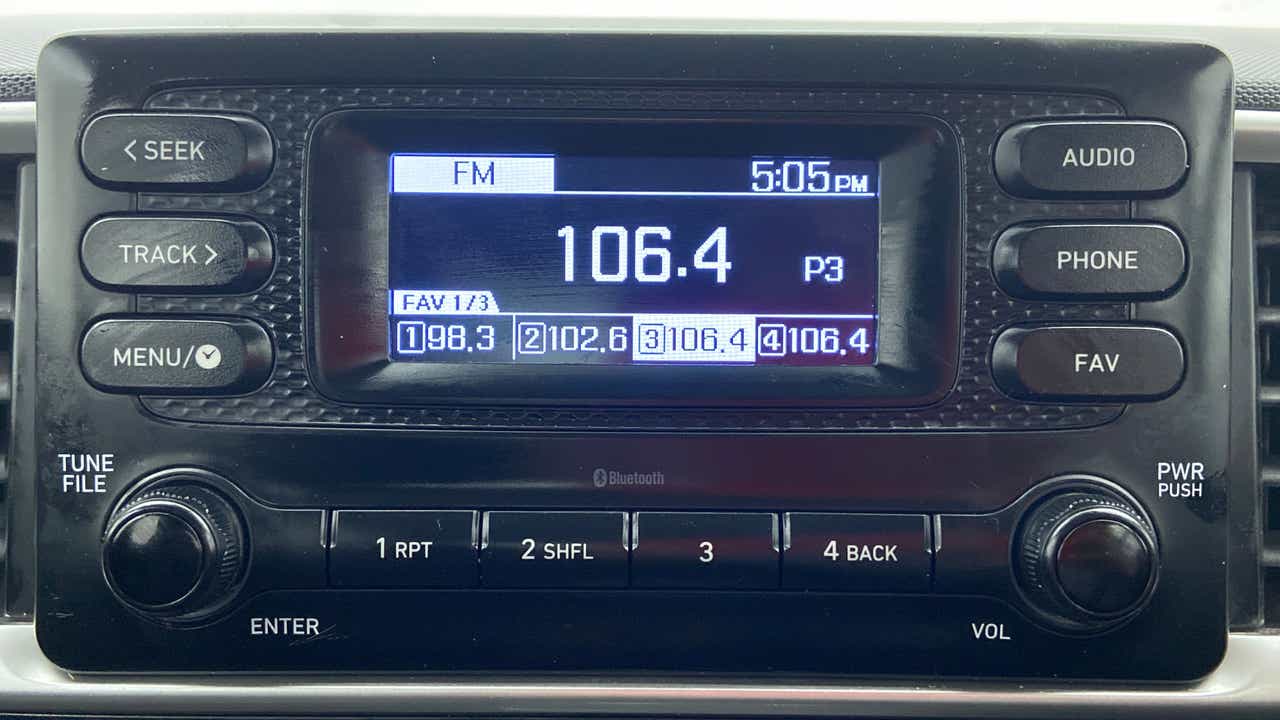 < SEEK
TRACK >
MENU/
FM
5:05 PM
106.4
P3
FAV 1/3
1 98.3 2 102.6 3 106.4 4 106.4
AUDIO
PHONE
FAV
TUNE
FILE
Bluetooth
PWR
PUSH
1 RPT
2 SHFL
3
4 BACK
ENTER
VOL